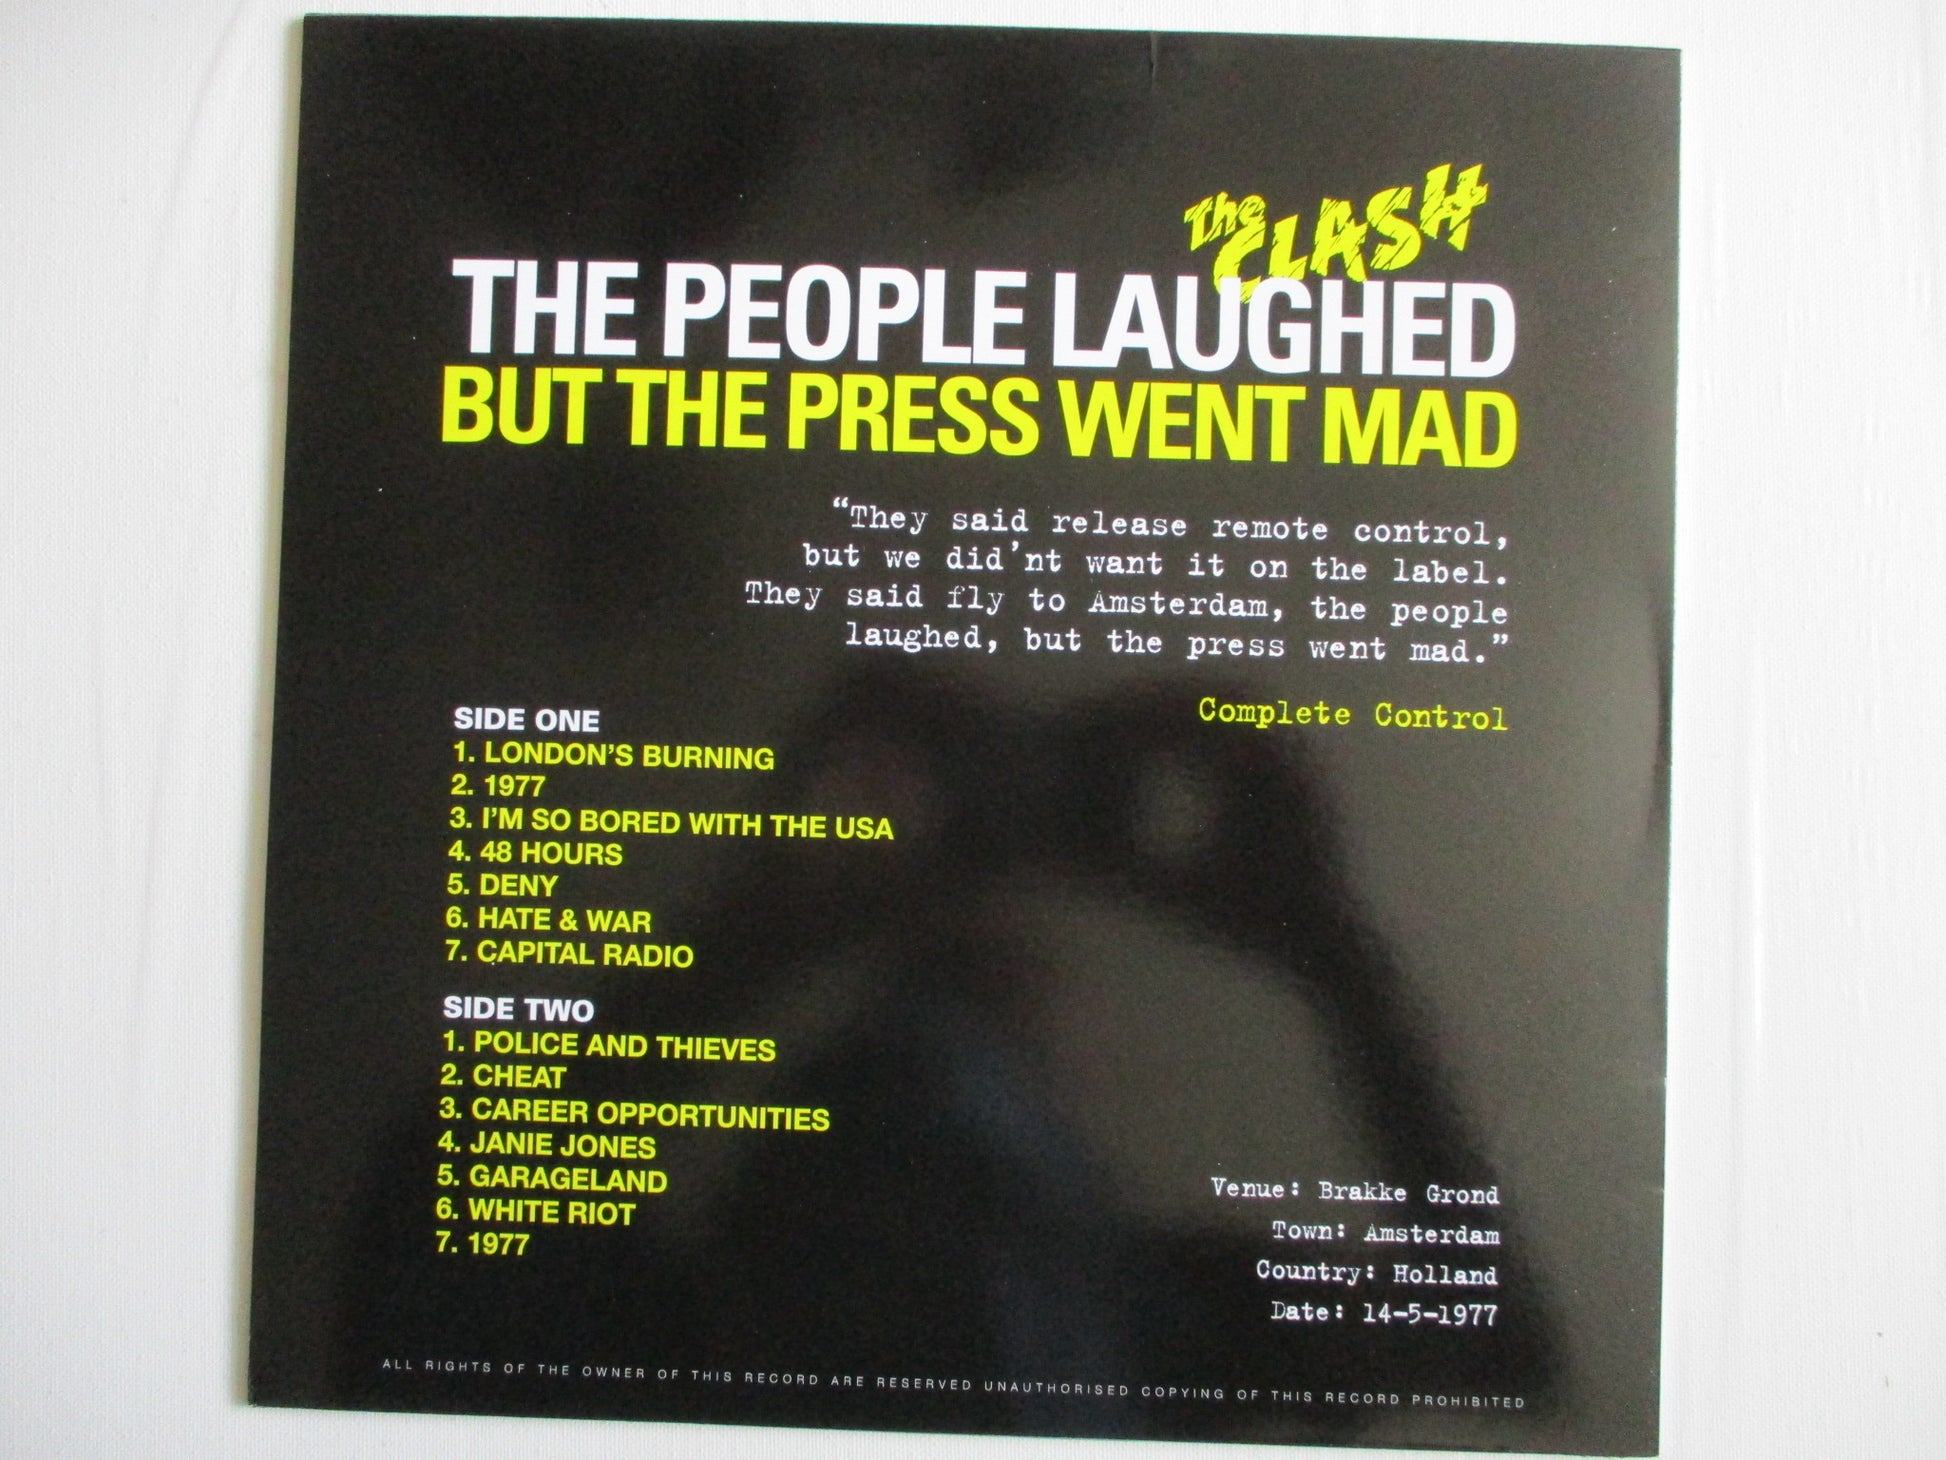 The CLASH
THE PEOPLE LAUGHED
BUT THE PRESS WENT MAD
“They said release remote control,
but we did'nt want it on the label.
They said fly to Amsterdam, the people
laughed, but the press went mad.”
Complete Control
SIDE ONE
1. LONDON’S BURNING
2. 1977
3. I’M SO BORED WITH THE USA
4. 48 HOURS
5. DENY
6. HATE & WAR
7. CAPITAL RADIO
SIDE TWO
1. POLICE AND THIEVES
2. CHEAT
3. CAREER OPPORTUNITIES
4. JANIE JONES
5. GARAGELAND
6. WHITE RIOT
7. 1977
Venue: Brakke Grond
Town: Amsterdam
Country: Holland
Date: 14-5-1977
ALL RIGHTS OF THE OWNER OF THIS RECORD ARE RESERVED UNAUTHORISED COPYING OF THIS RECORD PROHIBITED